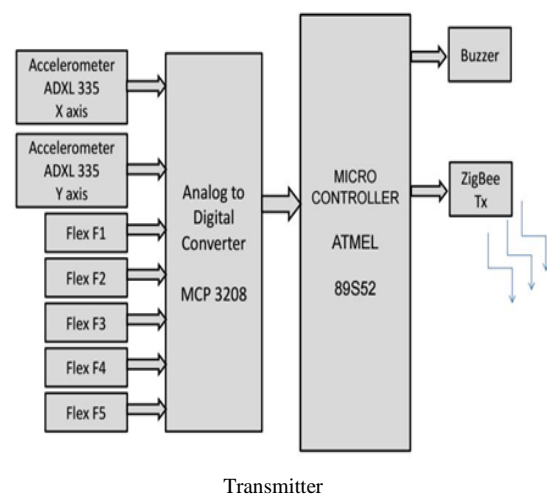 Accelerometer
ADXL 335
X axis
Accelerometer
ADXL 335
Y axis
Flex F1
Flex F2
Flex F3
Flex F4
Flex F5
Analog to
Digital
Converter
MCP 3208
MICRO
CONTROLLER
ATMEL
89S52
Buzzer
ZigBee
Tx
Transmitter